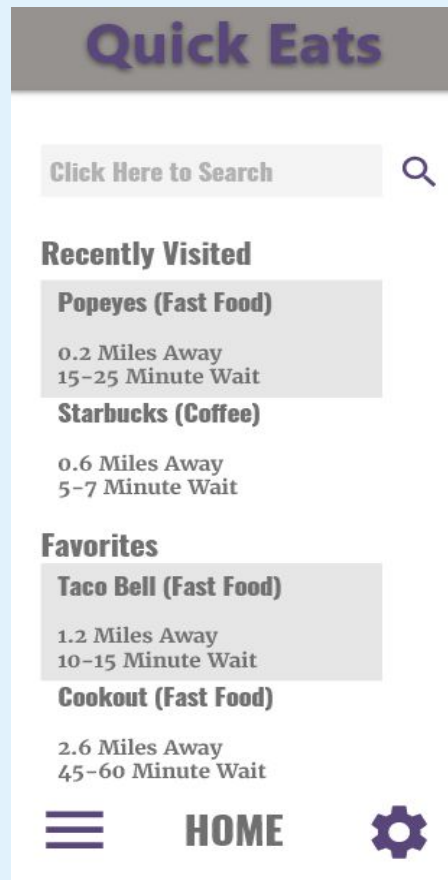 Quick Eats
Click Here to Search
Recently Visited
Popeyes (Fast Food)
0.2 Miles Away
15-25 Minute Wait
Starbucks (Coffee)
0.6 Miles Away
5-7 Minute Wait
Favorites
Taco Bell (Fast Food)
1.2 Miles Away
10-15 Minute Wait
Cookout (Fast Food)
2.6 Miles Away
45-60 Minute Wait
HOME